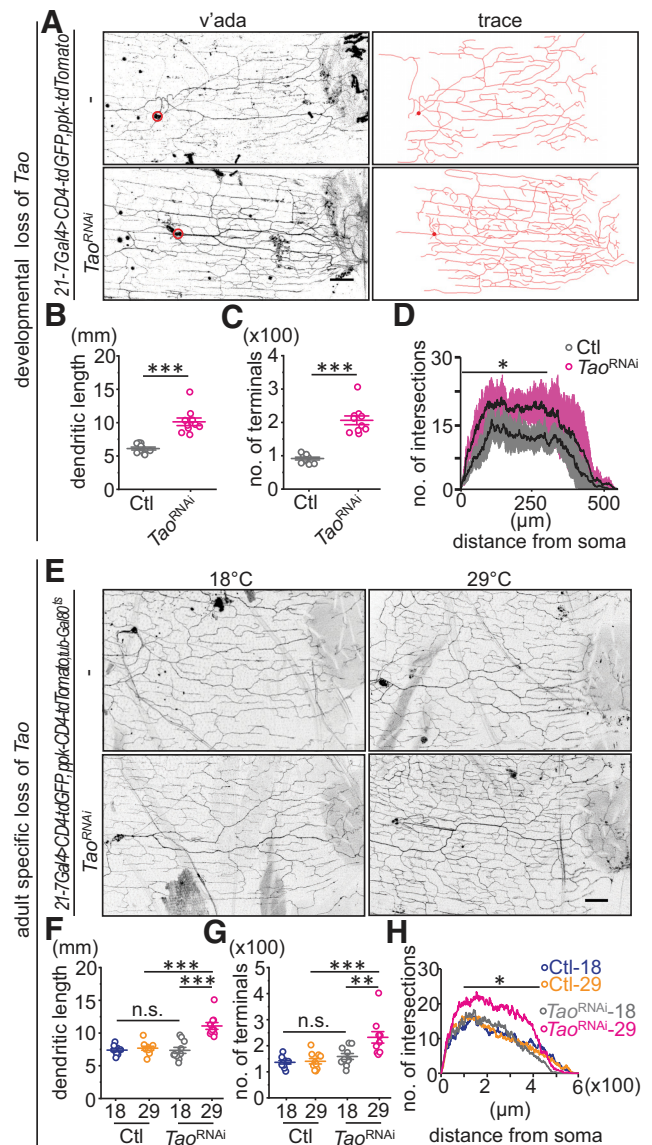 A
v'ada
trace
developmental loss of Tao
21-7Gal4>CD4-tdGFP,ppk-tdTomato
-
Tao^RNAi
B
(mm)
dendritic length
20
15
10
5
0
***
Ctl
Tao^RNAi
C
(x100)
no. of terminals
4
3
2
1
0
***
Ctl
Tao^RNAi
D
Ctl
Tao^RNAi
no. of intersections
30
15
0
*
0
250
500
(µm)
distance from soma
E
18°C
29°C
adult specific loss of Tao
21-7Gal4>CD4-tdGFP,ppk-CD4-tdTomato,tub-Gal80^ts
-
Tao^RNAi
F
(mm)
dendritic length
20
15
10
5
0
***
***
n.s.
18 29 18 29
Ctl Tao^RNAi
G
(x100)
no. of terminals
5
4
3
2
1
0
***
**
n.s.
18 29 18 29
Ctl Tao^RNAi
H
Ctl-18
Ctl-29
Tao^RNAi-18
Tao^RNAi-29
no. of intersections
30
20
10
0
*
2 4 6 (x100)
(µm)
distance from soma